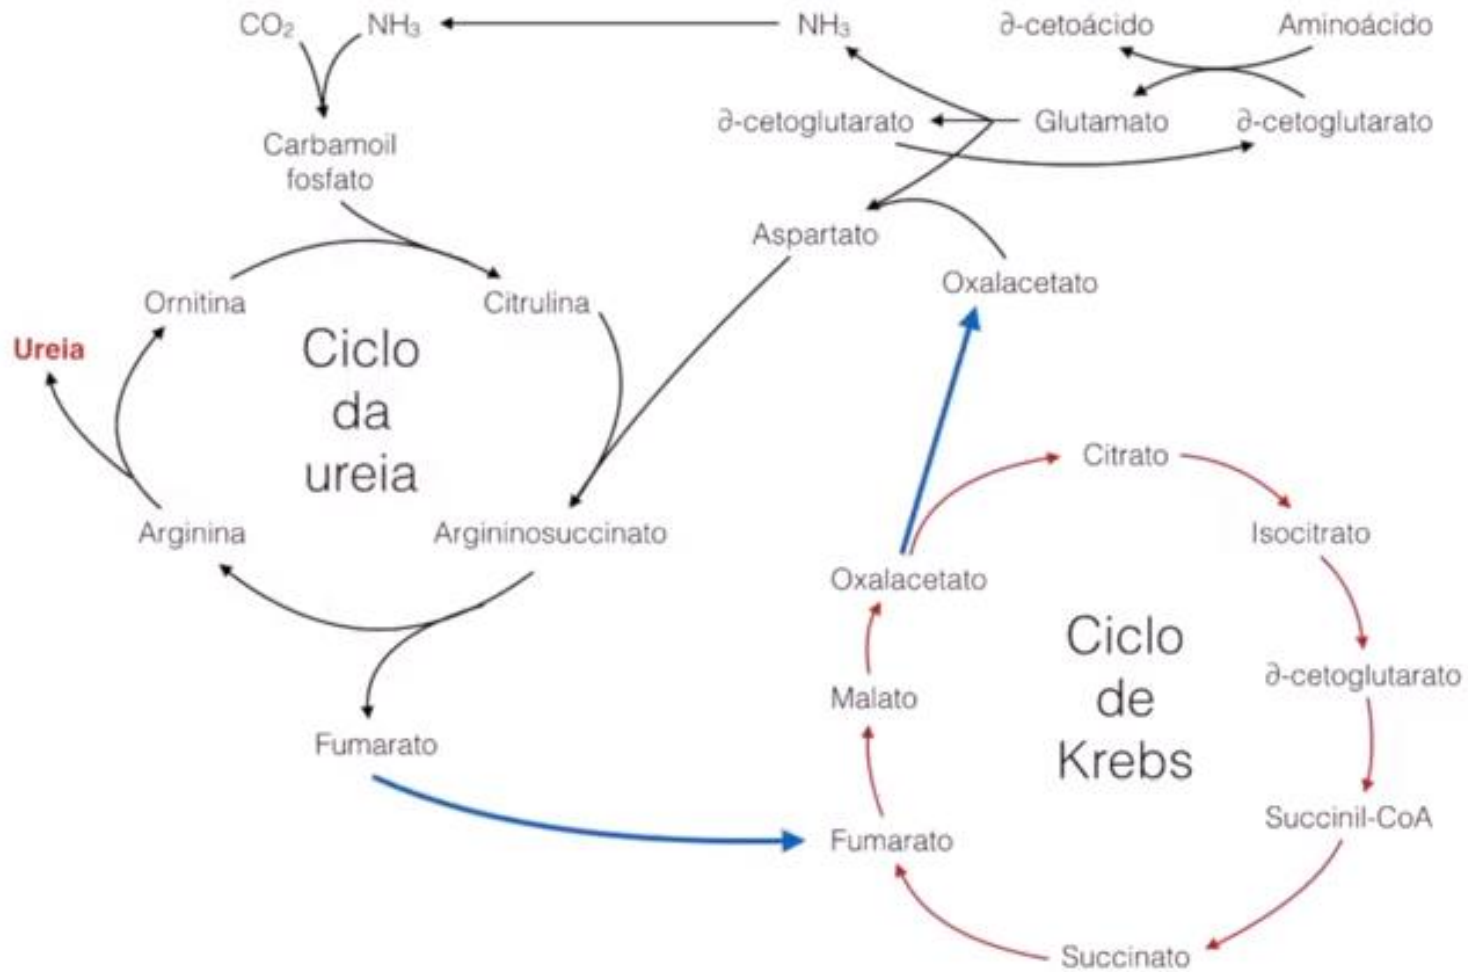 CO₂
NH₃
NH₃
∂-cetoácido
Aminoácido
∂-cetoglutarato
Glutamato
∂-cetoglutarato
Carbamoil
fosfato
Aspartato
Oxalacetato
Ornitina
Citrulina
Ureia
Ciclo
da
ureia
Arginina
Argininosuccinato
Fumarato
Citrato
Isocitrato
Oxalacetato
Ciclo
de
Krebs
∂-cetoglutarato
Malato
Succinil-CoA
Fumarato
Succinato